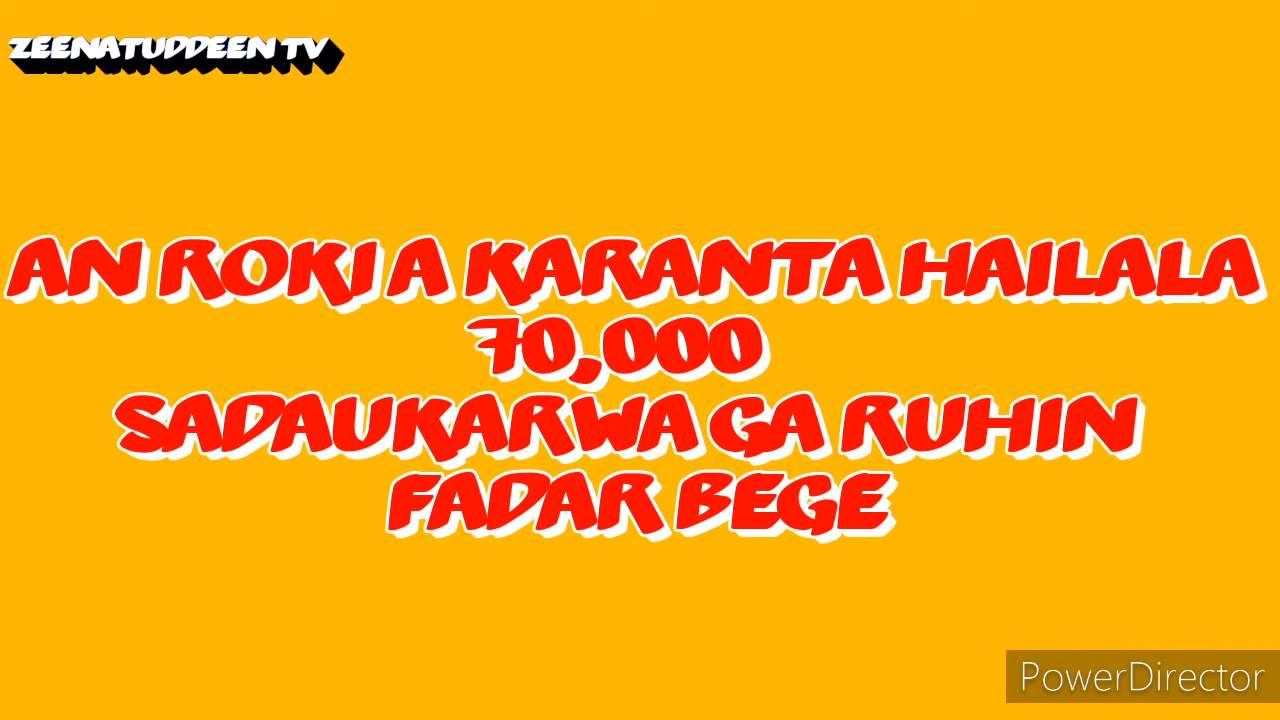 ZEENATUDDEEN TV
AN ROKI A KARANTA HAILALA
70,000
SADAUKARWA GA RUHIN
FADAR BEGE
PowerDirector